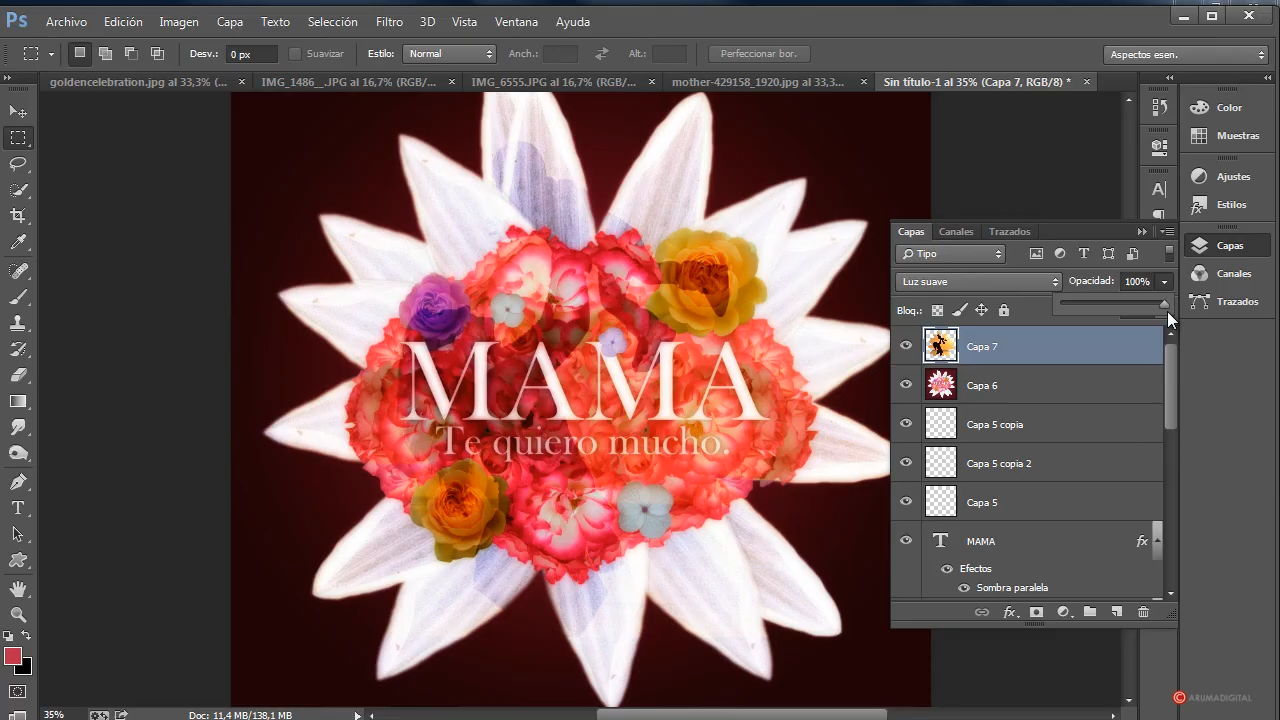 Ps Archivo Edición Imagen Capa Texto Selección Filtro 3D Vista Ventana Ayuda
Desv.: 0 px Suavizar Estilo: Normal Anch.: Alt.: Perfeccionar bor. Aspectos esen.
goldencelebration.jpg al 33,3% (... × IMG_1486__.JPG al 16,7% (RGB/... × IMG_6555.JPG al 16,7% (RGB/... × mother-429158_1920.jpg al 33,3... × Sin título-1 al 35% (Capa 7, RGB/8) * ×
Color
Muestras
Ajustes
Estilos
Capas
Canales
Trazados
Capas Canales Trazados
Tipo
Luz suave Opacidad: 100%
Bloq.:
Capa 7
Capa 6
Capa 5 copia
Capa 5 copia 2
Capa 5
T MAMA fx
Efectos
Sombra paralela
fx
MAMA
Te quiero mucho.
© ARUMADIGITAL
35% Doc: 11,4 MB/138,1 MB